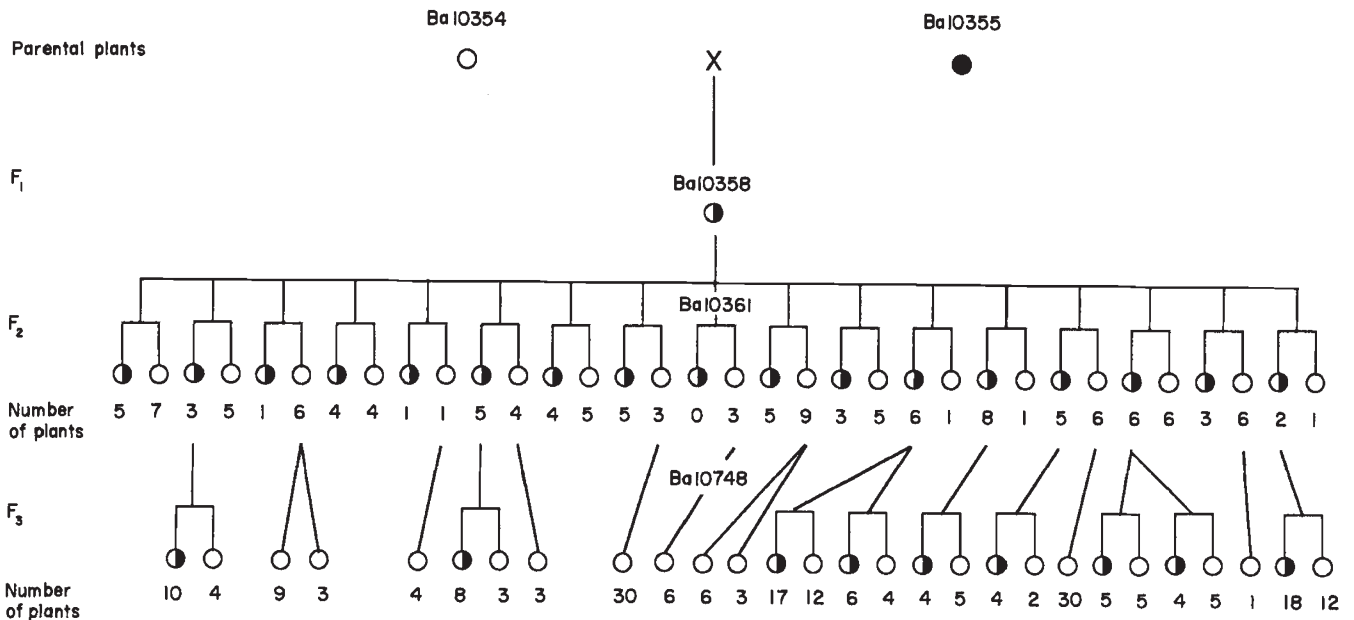 Ba10354
Ba10355
Parental plants
X
F1
Ba10358
Ba10361
F2
Number of plants 5 7 3 5 1 6 4 4 1 1 5 4 4 5 5 3 0 3 5 9 3 5 6 1 8 1 5 6 6 6 3 6 2 1
Ba10748
F3
Number of plants 10 4 9 3 4 8 3 3 30 6 6 3 17 12 6 4 4 5 4 2 30 5 5 4 5 1 18 12